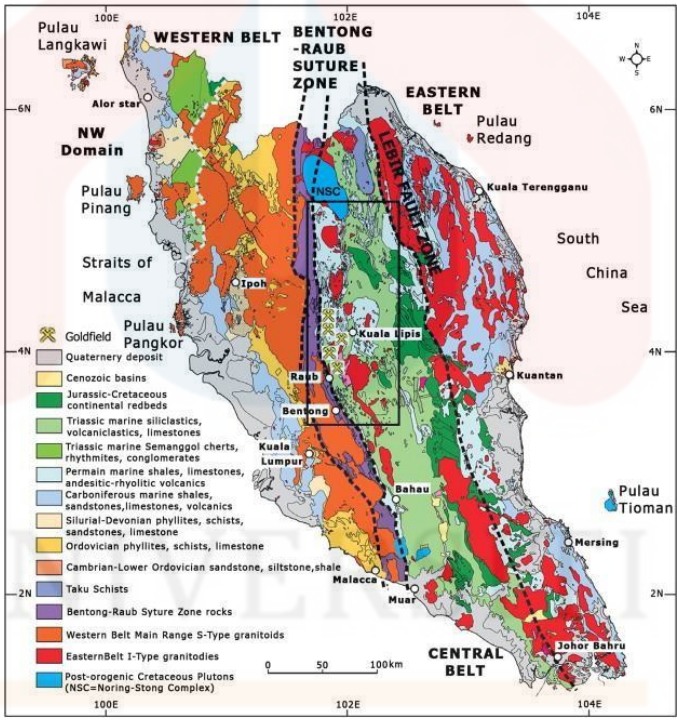 100E
102E
104E
Pulau
Langkawi
WESTERN BELT
BENTONG
-RAUB
SUTURE
ZONE
N
W
E
S
6N
6N
Alor star
EASTERN
BELT
Pulau
Redang
NW
Domain
LEBIR FAULT ZONE
NSC
Kuala Terengganu
Pulau
Pinang
South
China
Sea
Straits of
Malacca
Ipoh
Pulau
Pangkor
Kuala Lipis
4N
4N
Kuantan
Raub
Bentong
Kuala
Lumpur
Bahau
Pulau
Tioman
Mersing
Malacca
Muar
2N
2N
Johor Bahru
CENTRAL
BELT
Goldfield
Quaternery deposit
Cenozoic basins
Jurassic-Cretaceous
continental redbeds
Triassic marine siliclastics,
volcaniclastics, limestones
Triassic marine Semanggol cherts,
rhythmites, conglomerates
Permain marine shales, limestones,
andesitic-rhyolitic volcanics
Carboniferous marine shales,
sandstones,limestones, volcanics
Silurial-Devonian phyllites, schists,
sandstones, limestone
Ordovician phyllites, schists, limestone
Cambrian-Lower Ordovician sandstone, siltstone,shale
Taku Schists
Bentong-Raub Syture Zone rocks
Western Belt Main Range S-Type granitoids
EasternBelt I-Type granitodies
Post-orogenic Cretaceous Plutons
(NSC=Noring-Stong Complex)
0 50 100km
100E
102E
104E